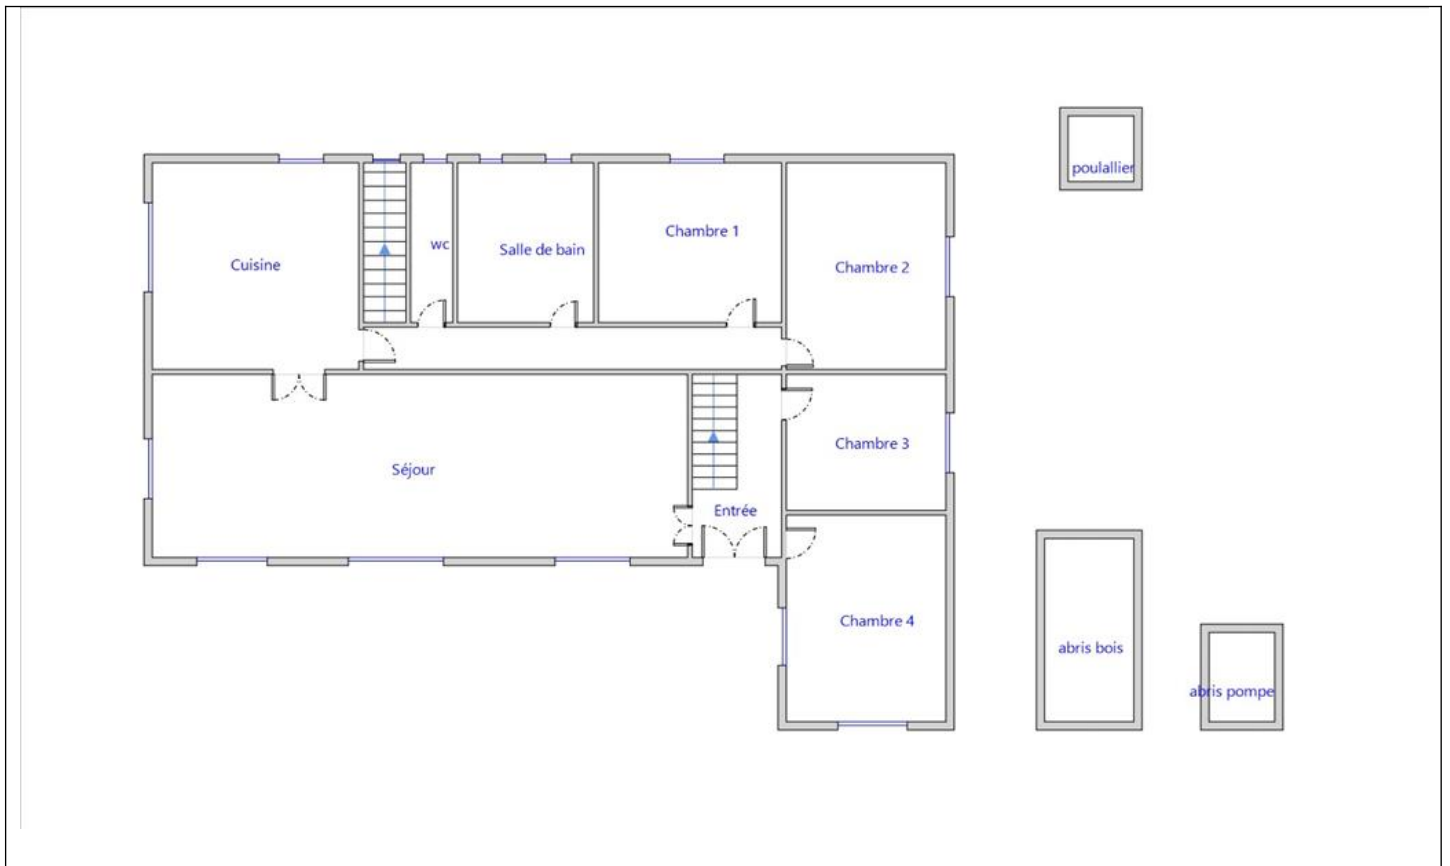 poulallier
Chambre 1
wc
Salle de bain
Cuisine
Chambre 2
Chambre 3
Séjour
Entrée
Chambre 4
abris bois
abris pompe